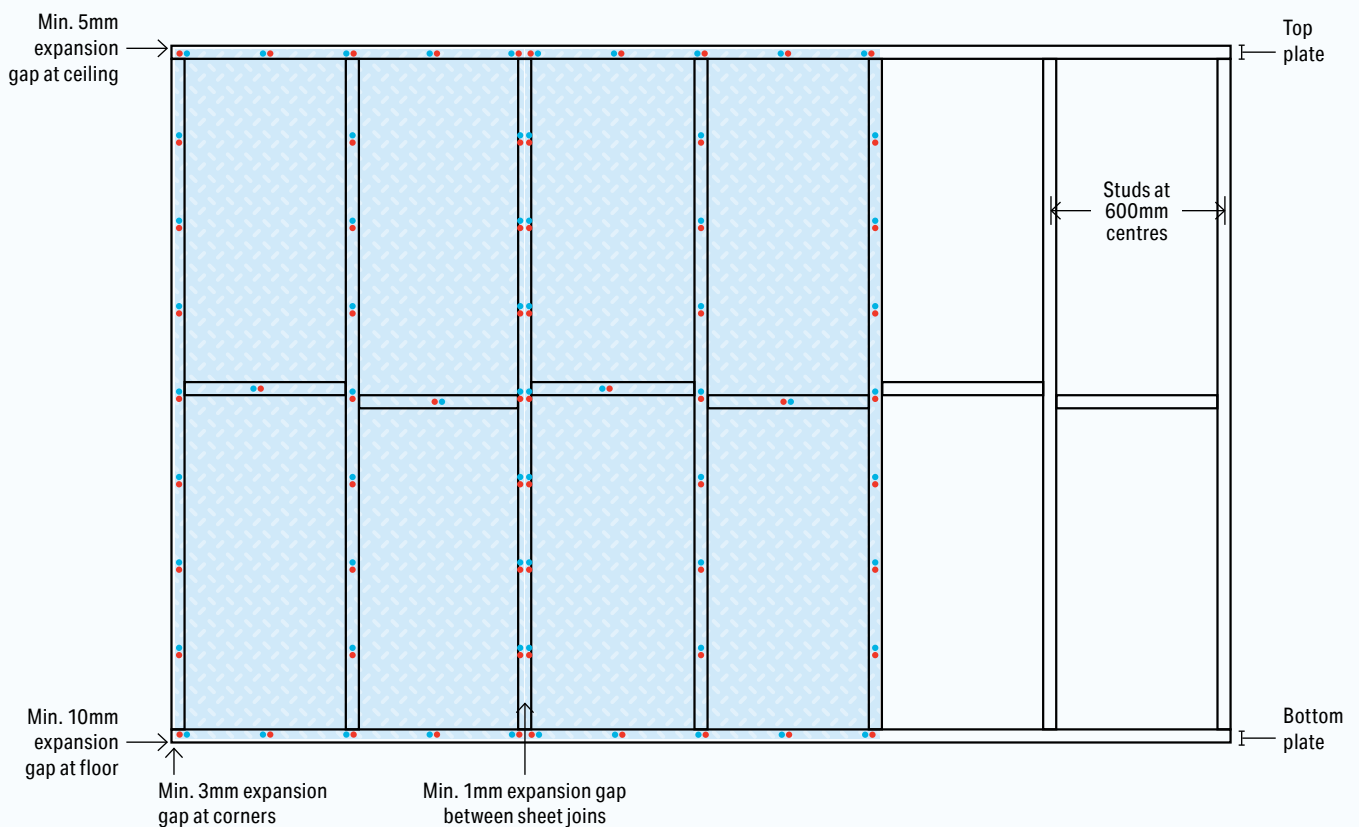 Min. 5mm
expansion
gap at ceiling
Top
plate
Studs at
600mm
centres
Min. 10mm
expansion
gap at floor
Bottom
plate
Min. 3mm expansion
gap at corners
Min. 1mm expansion gap
between sheet joins